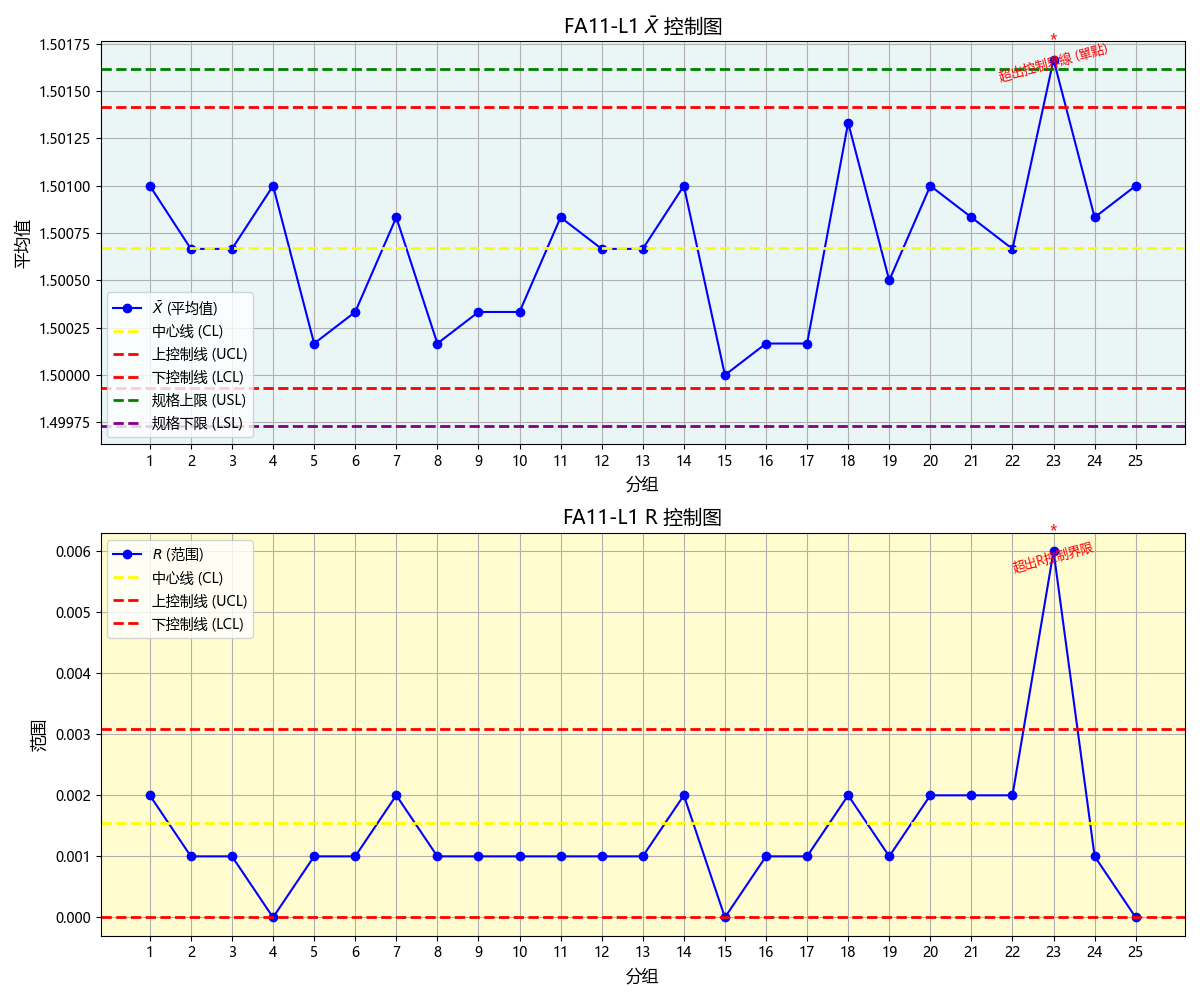 FA11-L1 X̄ 控制图
*
超出控制界線 (單點)
平均值
1.50175
1.50150
1.50125
1.50100
1.50075
1.50050
1.50025
1.50000
1.49975
X̄ (平均值)
中心线 (CL)
上控制线 (UCL)
下控制线 (LCL)
规格上限 (USL)
规格下限 (LSL)
1 2 3 4 5 6 7 8 9 10 11 12 13 14 15 16 17 18 19 20 21 22 23 24 25
分组
FA11-L1 R 控制图
*
超出R控制界限
范围
0.006
0.005
0.004
0.003
0.002
0.001
0.000
R (范围)
中心线 (CL)
上控制线 (UCL)
下控制线 (LCL)
1 2 3 4 5 6 7 8 9 10 11 12 13 14 15 16 17 18 19 20 21 22 23 24 25
分组